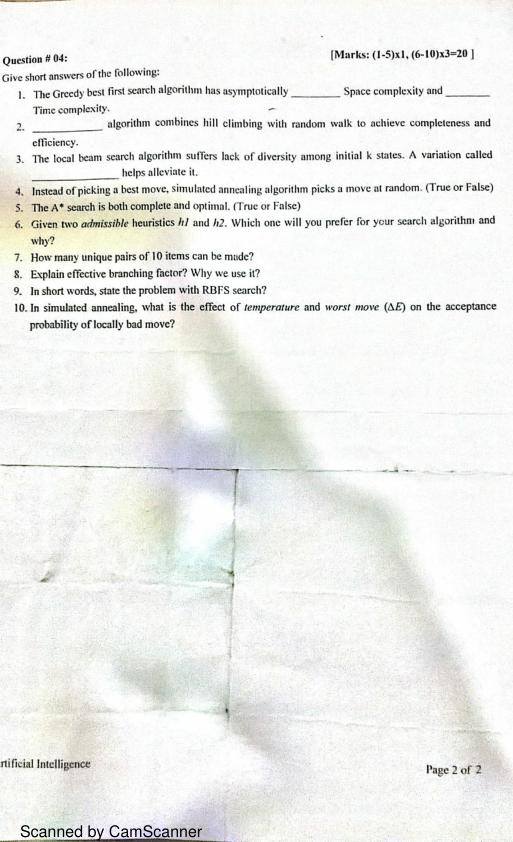 Question # 04:
[Marks: (1-5)x1, (6-10)x3=20 ]
Give short answers of the following:
1. The Greedy best first search algorithm has asymptotically ________ Space complexity and _______
Time complexity.
2. ___________ algorithm combines hill climbing with random walk to achieve completeness and
efficiency.
3. The local beam search algorithm suffers lack of diversity among initial k states. A variation called
______________ helps alleviate it.
4. Instead of picking a best move, simulated annealing algorithm picks a move at random. (True or False)
5. The A* search is both complete and optimal. (True or False)
6. Given two admissible heuristics h1 and h2. Which one will you prefer for your search algorithm and
why?
7. How many unique pairs of 10 items can be made?
8. Explain effective branching factor? Why we use it?
9. In short words, state the problem with RBFS search?
10. In simulated annealing, what is the effect of temperature and worst move (ΔE) on the acceptance
probability of locally bad move?
rtificial Intelligence
Page 2 of 2
Scanned by CamScanner